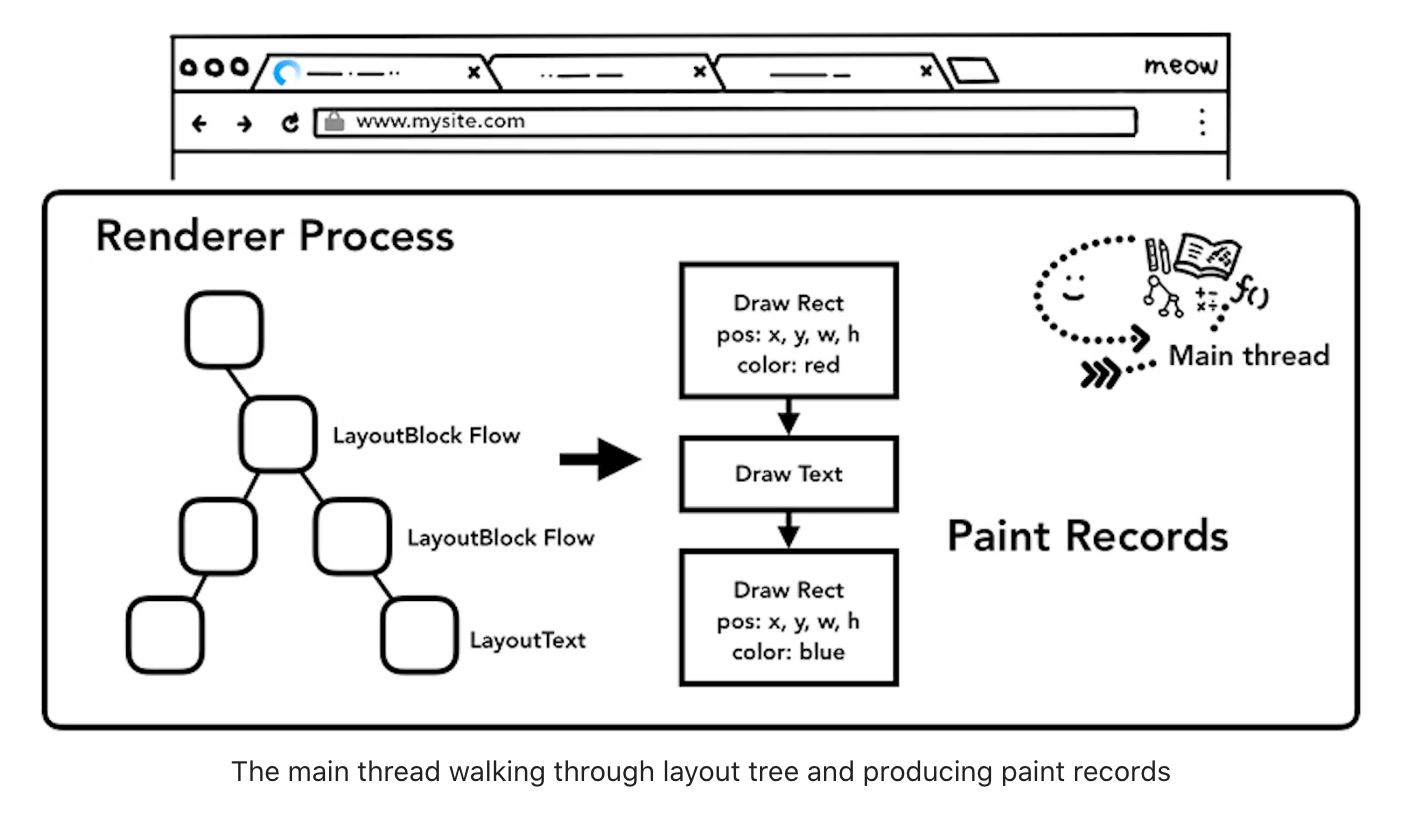 meow
www.mysite.com
Renderer Process
LayoutBlock Flow
LayoutBlock Flow
LayoutText
Draw Rect
pos: x, y, w, h
color: red
Draw Text
Draw Rect
pos: x, y, w, h
color: blue
Paint Records
+-
x÷
f()
Main thread
The main thread walking through layout tree and producing paint records